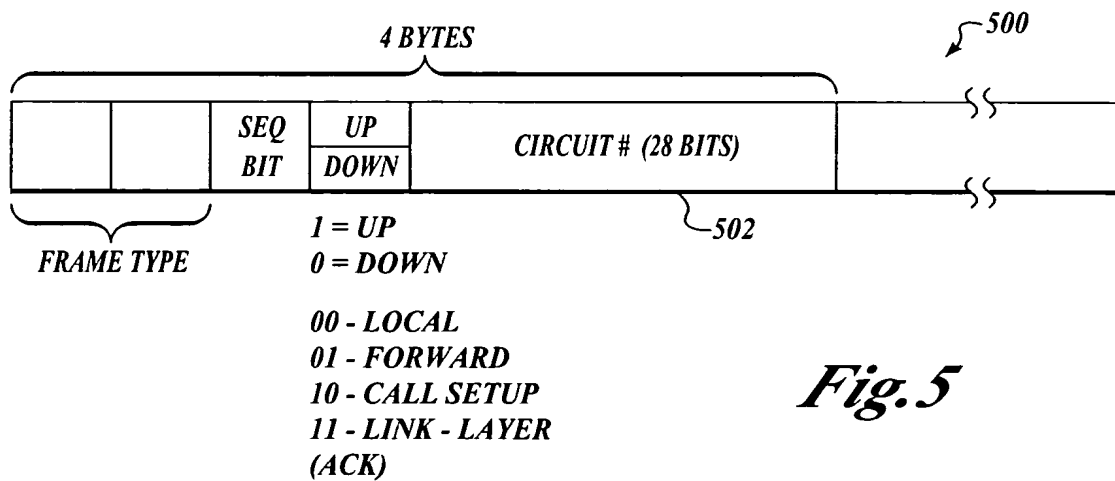 500
4 BYTES
SEQ BIT
UP
DOWN
CIRCUIT # (28 BITS)
502
FRAME TYPE
1 = UP
0 = DOWN
00 - LOCAL
01 - FORWARD
10 - CALL SETUP
11 - LINK - LAYER
(ACK)
Fig. 5